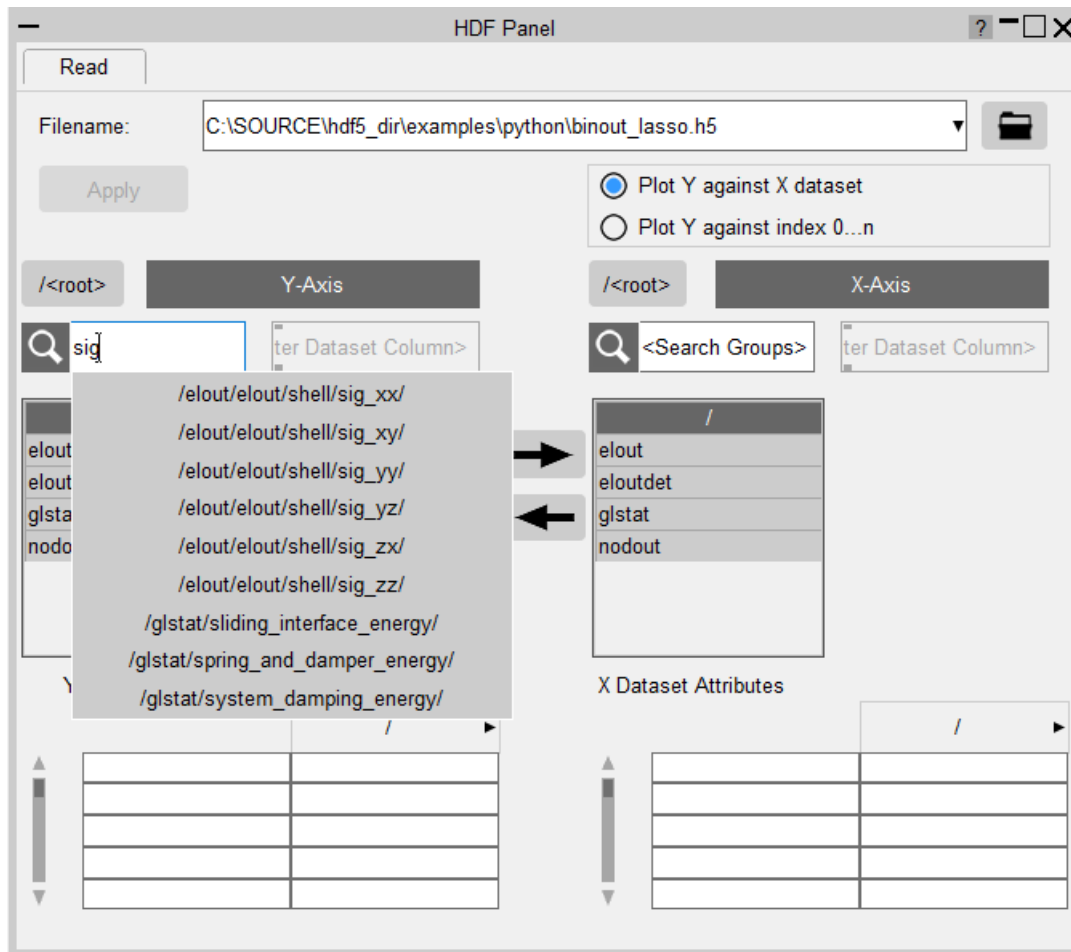 HDF Panel ?
Read
Filename: C:\SOURCE\hdf5_dir\examples\python\binout_lasso.h5
Apply
Plot Y against X dataset
Plot Y against index 0...n
/<root> Y-Axis
/<root> X-Axis
sig ter Dataset Column>
<Search Groups> ter Dataset Column>
/elout/elout/shell/sig_xx/
/elout/elout/shell/sig_xy/
/elout/elout/shell/sig_yy/
/elout/elout/shell/sig_yz/
/elout/elout/shell/sig_zx/
/elout/elout/shell/sig_zz/
/glstat/sliding_interface_energy/
/glstat/spring_and_damper_energy/
/glstat/system_damping_energy/
elout
elout
glsta
nodo
/
elout
eloutdet
glstat
nodout
Y
X Dataset Attributes
/
/